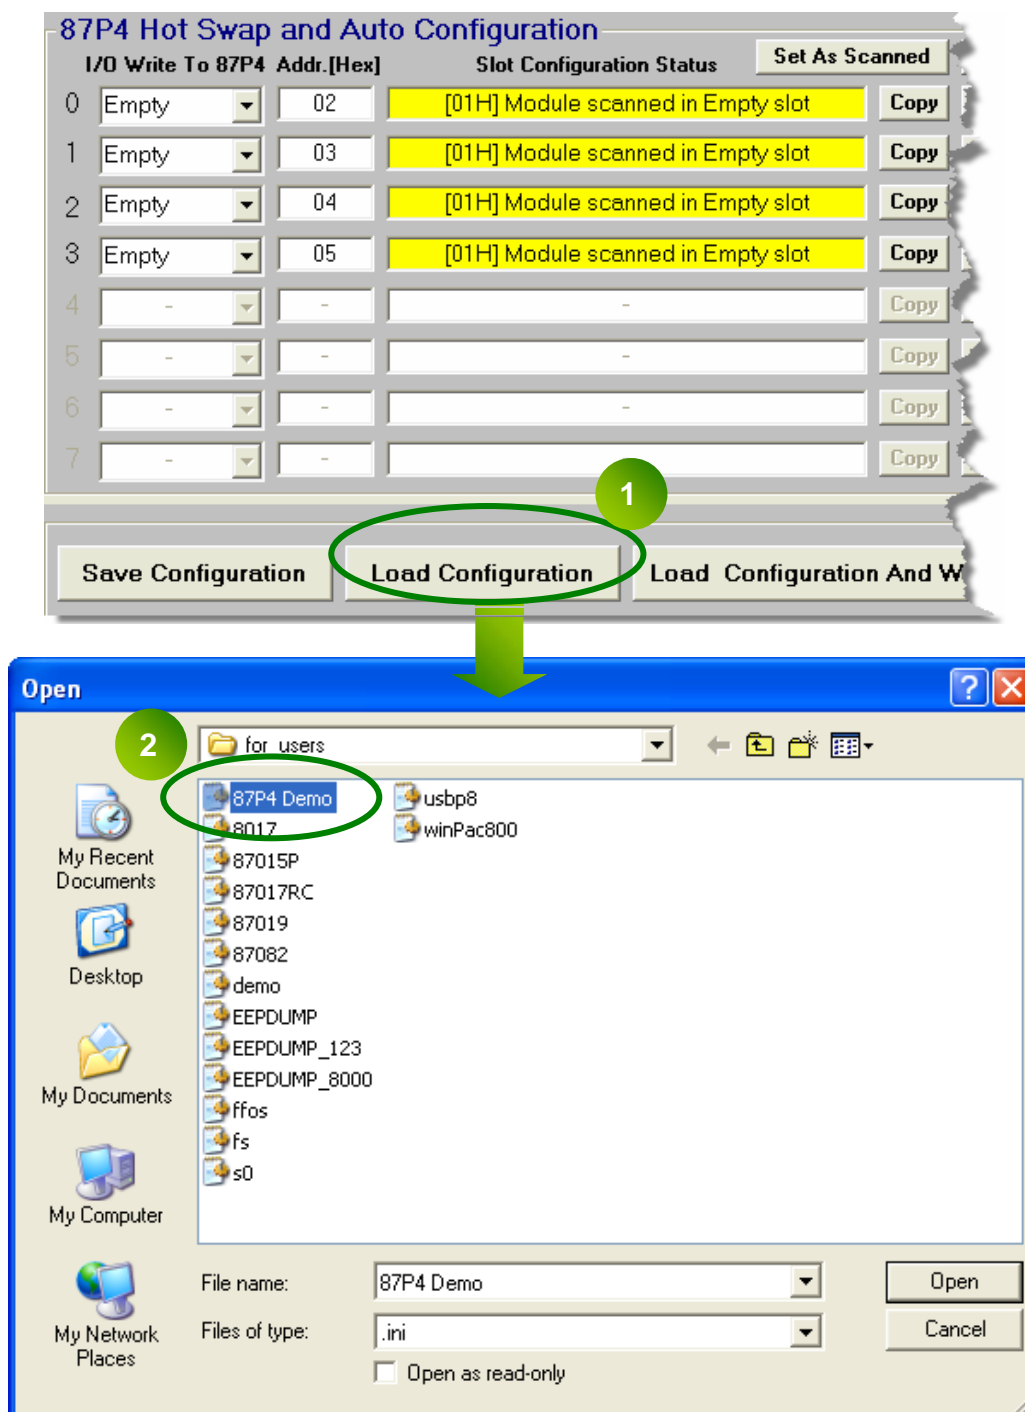 87P4 Hot Swap and Auto Configuration
I/O Write To 87P4 Addr.[Hex] Slot Configuration Status Set As Scanned
0 Empty 02 [01H] Module scanned in Empty slot Copy
1 Empty 03 [01H] Module scanned in Empty slot Copy
2 Empty 04 [01H] Module scanned in Empty slot Copy
3 Empty 05 [01H] Module scanned in Empty slot Copy
4 - - - Copy
5 - - - Copy
6 - - - Copy
7 - - Copy
1
Save Configuration Load Configuration Load Configuration And W
Open
2
for_users
87P4 Demo
8017
87015P
87017RC
87019
87082
demo
EEPDUMP
EEPDUMP_123
EEPDUMP_8000
ffos
fs
s0
usbp8
winPac800
My Recent
Documents
Desktop
My Documents
My Computer
My Network
Places
File name: 87P4 Demo Open
Files of type: .ini Cancel
Open as read-only